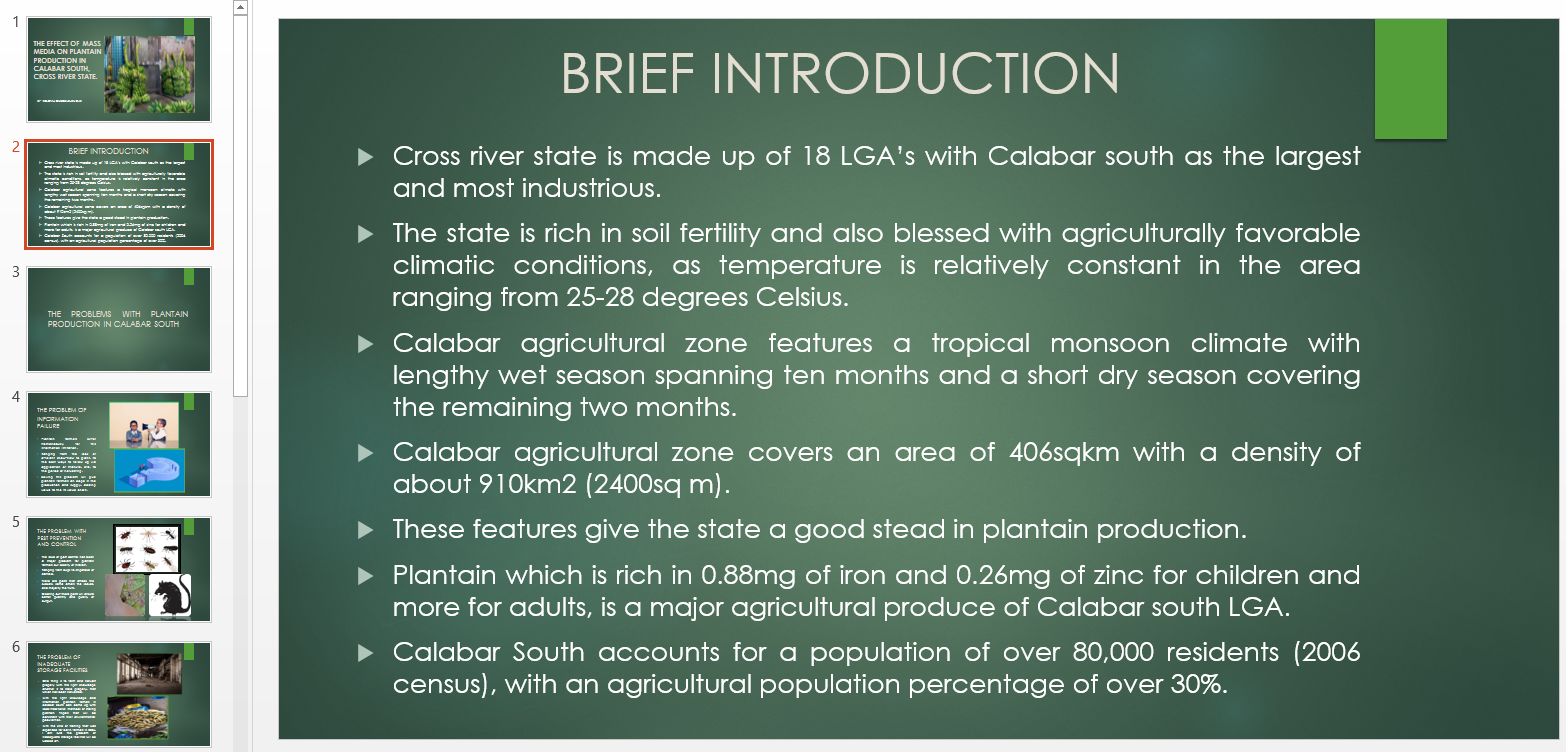 1
THE EFFECT OF MASS
MEDIA ON PLANTAIN
PRODUCTION IN
CALABAR SOUTH,
CROSS RIVER STATE.
2
3
THE PROBLEMS WITH PLANTAIN
PRODUCTION IN CALABAR SOUTH
4
THE PROBLEM OF
INFORMATION
FAILURE
5
THE PROBLEM WITH
PEST PREVENTION
AND CONTROL
6
THE PROBLEM OF
INADEQUATE
STORAGE FACILITIES
BRIEF INTRODUCTION
Cross river state is made up of 18 LGA’s with Calabar south as the largest
and most industrious.
The state is rich in soil fertility and also blessed with agriculturally favorable
climatic conditions, as temperature is relatively constant in the area
ranging from 25-28 degrees Celsius.
Calabar agricultural zone features a tropical monsoon climate with
lengthy wet season spanning ten months and a short dry season covering
the remaining two months.
Calabar agricultural zone covers an area of 406sqkm with a density of
about 910km2 (2400sq m).
These features give the state a good stead in plantain production.
Plantain which is rich in 0.88mg of iron and 0.26mg of zinc for children and
more for adults, is a major agricultural produce of Calabar south LGA.
Calabar South accounts for a population of over 80,000 residents (2006
census), with an agricultural population percentage of over 30%.